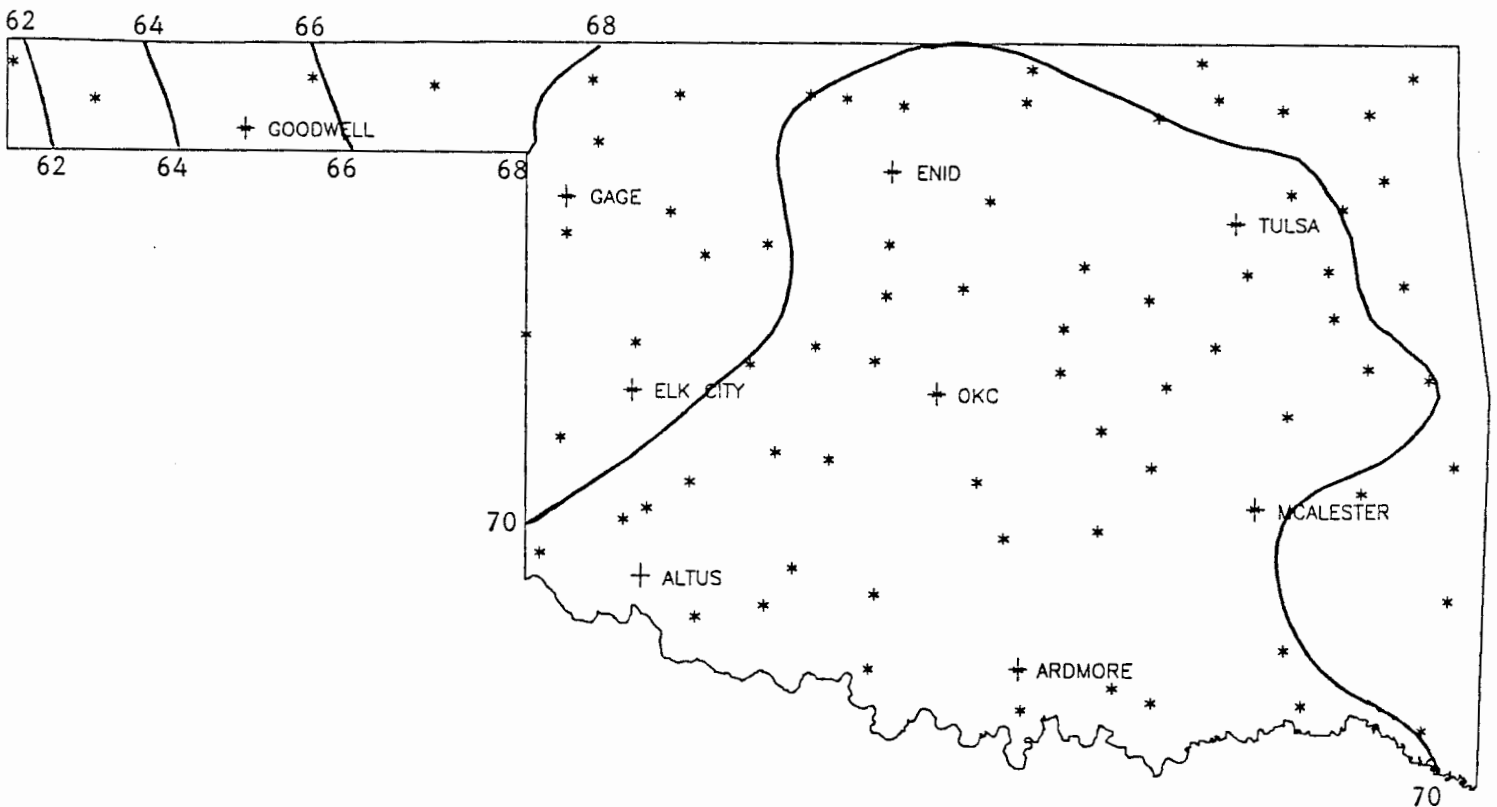 62 64 66 68
GOODWELL
62 64 66 68
ENID
GAGE
TULSA
ELK CITY
OKC
MCALESTER
70
ALTUS
ARDMORE
70